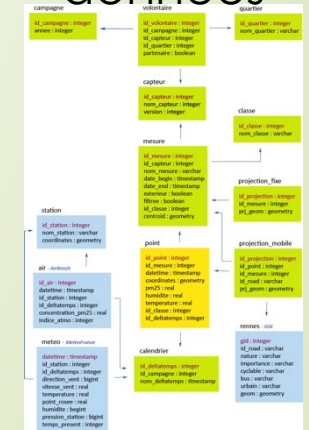 données
campagne
id_campagne : integer
annee : integer
volontaire
id_volontaire : integer
id_campagne : integer
id_capteur : integer
id_quartier : integer
partenaire : boolean
quartier
id_quartier : integer
nom_quartier : varchar
capteur
id_capteur : integer
nom_capteur : integer
version : integer
classe
id_classe : integer
nom_classe : varchar
mesure
id_mesure : integer
id_capteur : integer
nom_mesure : varchar
date_begin : timestamp
date_end : timestamp
exterieur : boolean
filtree : boolean
id_classe : integer
centroid : geometry
projection_fixe
id_projection : integer
id_mesure : integer
prj_geom : geometry
station
id_station : integer
nom_station : varchar
coordinates : geometry
point
id_point : integer
id_mesure : integer
datetime : timestamp
coordinates : geometry
pm25 : real
humidite : real
temperature : real
id_classe : integer
id_deltatemps : integer
projection_mobile
id_projection : integer
id_point : integer
id_mesure : integer
id_road : varchar
prj_geom : geometry
air - AirBreizh
id_air : integer
datetime : timestamp
id_station : integer
id_deltatemps : integer
concentration_pm25 : real
indice_atmo : integer
rennes - IGN
gid : integer
id_road : varchar
nature : varchar
importance : varchar
cyclable : varchar
bus : varchar
urbain : varchar
geom : geometry
meteo - MeteoFrance
datetime : timestamp
id_station : integer
id_deltatemps : integer
direction_vent : bigint
vitesse_vent : real
temperature : real
point_rosee : real
humidite : begint
pression_station : bigint
temps_present : integer
calendrier
id_deltatemps : integer
id_campagne : integer
nom_deltatemps : timestamp